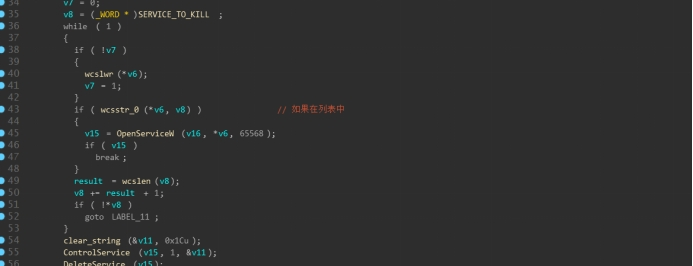 34 v7 = 0;
35 v8 = (_WORD *)SERVICE_TO_KILL ;
36 while ( 1 )
37 {
38 if ( !v7 )
39 {
40 wcslwr (*v6);
41 v7 = 1;
42 }
43 if ( wcsstr_0 (*v6, v8) ) // 如果在列表中
44 {
45 v15 = OpenServiceW (v16, *v6, 65568);
46 if ( v15 )
47 break ;
48 }
49 result = wcslen (v8);
50 v8 += result + 1;
51 if ( !*v8 )
52 goto LABEL_11 ;
53 }
54 clear_string (&v11, 0x1Cu);
55 ControlService (v15, 1, &v11);
56 DeleteService (v15);